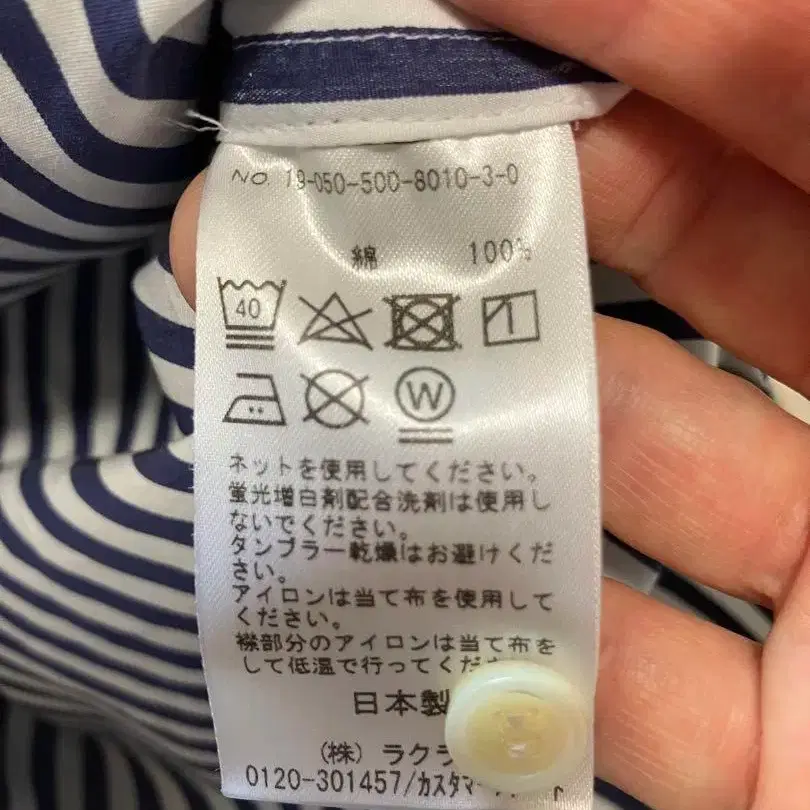 NO. 19-050-500-8010-3-0
綿 100%
40
W
ネットを使用してください。
蛍光増白剤配合洗剤は使用し
ないでください。
タンブラー乾燥はお避けくだ
さい。
アイロンは当て布を使用して
ください。
襟部分のアイロンは当て布を
して低温で行ってくだ
日本製
(株) ラクラ
0120-301457/カスタマー